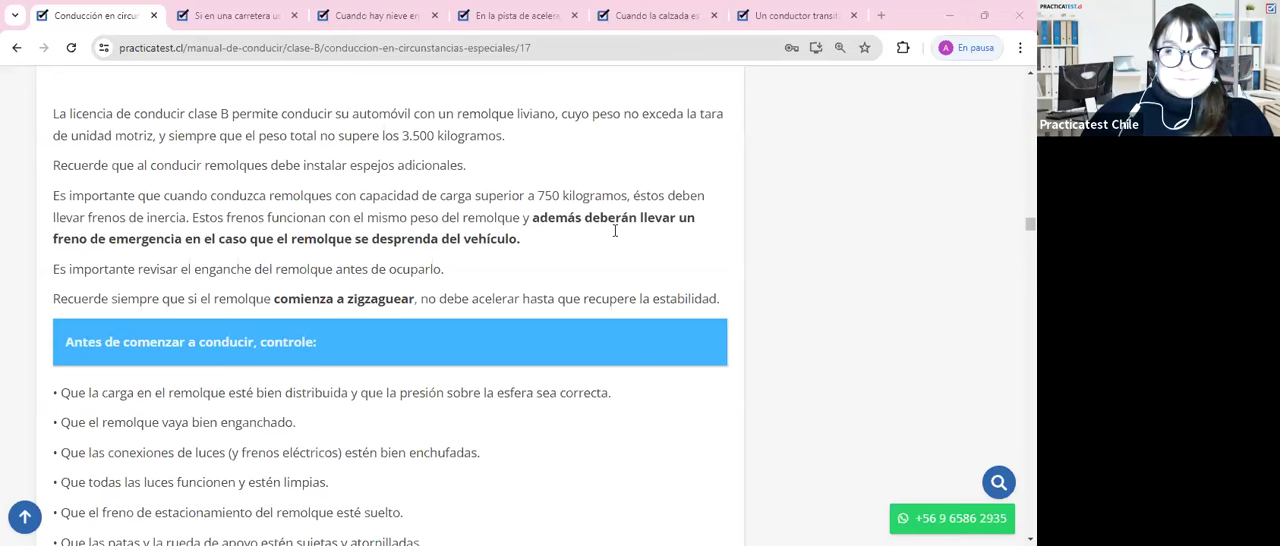 Conducción en circun
Si en una carretera u
Cuando hay nieve en
En la pista de aceler
Cuando la calzada es
Un conductor transit
practicatest.cl/manual-de-conducir/clase-B/conduccion-en-circunstancias-especiales/17
A En pausa
PRACTICATEST.cl
Practicatest Chile
La licencia de conducir clase B permite conducir su automóvil con un remolque liviano, cuyo peso no exceda la tara
de unidad motriz, y siempre que el peso total no supere los 3.500 kilogramos.
Recuerde que al conducir remolques debe instalar espejos adicionales.
Es importante que cuando conduzca remolques con capacidad de carga superior a 750 kilogramos, éstos deben
llevar frenos de inercia. Estos frenos funcionan con el mismo peso del remolque y además deberán llevar un
freno de emergencia en el caso que el remolque se desprenda del vehículo.
Es importante revisar el enganche del remolque antes de ocuparlo.
Recuerde siempre que si el remolque comienza a zigzaguear, no debe acelerar hasta que recupere la estabilidad.
Antes de comenzar a conducir, controle:
• Que la carga en el remolque esté bien distribuida y que la presión sobre la esfera sea correcta.
• Que el remolque vaya bien enganchado.
• Que las conexiones de luces (y frenos eléctricos) estén bien enchufadas.
• Que todas las luces funcionen y estén limpias.
• Que el freno de estacionamiento del remolque esté suelto.
• Que las patas y la rueda de apoyo estén sujetas y atornilladas.
+56 9 6586 2935